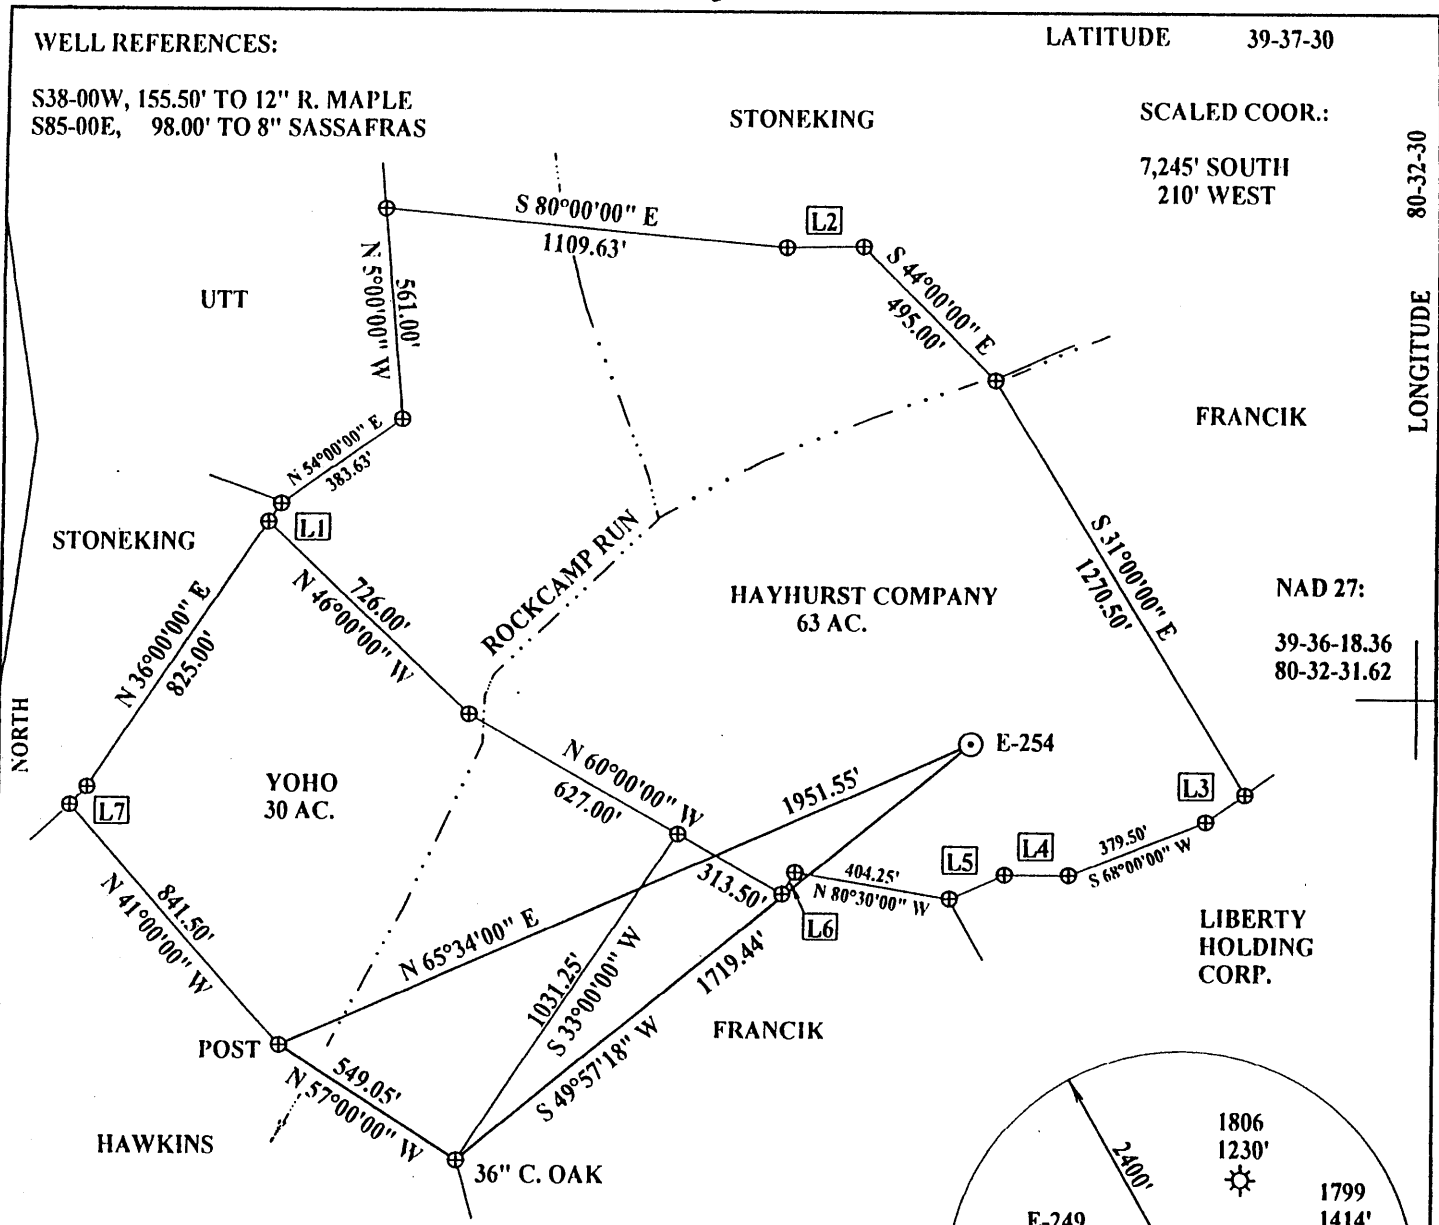 WELL REFERENCES:
S38-00W, 155.50' TO 12" R. MAPLE
S85-00E, 98.00' TO 8" SASSAFRAS
LATITUDE 39-37-30
SCALED COOR.:
7,245' SOUTH
210' WEST
80-32-30
LONGITUDE
STONEKING
S 80°00'00" E
1109.63'
L2
S 44°00'00" E
495.00'
UTT
N 5°00'00" W
561.00'
FRANCIK
N 54°00'00" E
383.63'
L1
STONEKING
ROCKCAMP RUN
S 31°00'00" E
1270.50'
N 36°00'00" E
825.00'
726.00'
N 46°00'00" W
HAYHURST COMPANY
63 AC.
NAD 27:
39-36-18.36
80-32-31.62
NORTH
YOHO
30 AC.
L7
N 60°00'00" W
627.00'
E-254
1951.55'
L3
379.50'
S 68°00'00" W
L4
L5
404.25'
N 80°30'00" W
313.50'
L6
841.50'
N 41°00'00" W
N 65°34'00" E
1719.44'
S 49°57'18" W
1031.25'
S 33°00'00" W
LIBERTY
HOLDING
CORP.
FRANCIK
POST
549.05'
N 57°00'00" W
HAWKINS
36" C. OAK
2400'
1806
1230'
1799
1414'
E-249